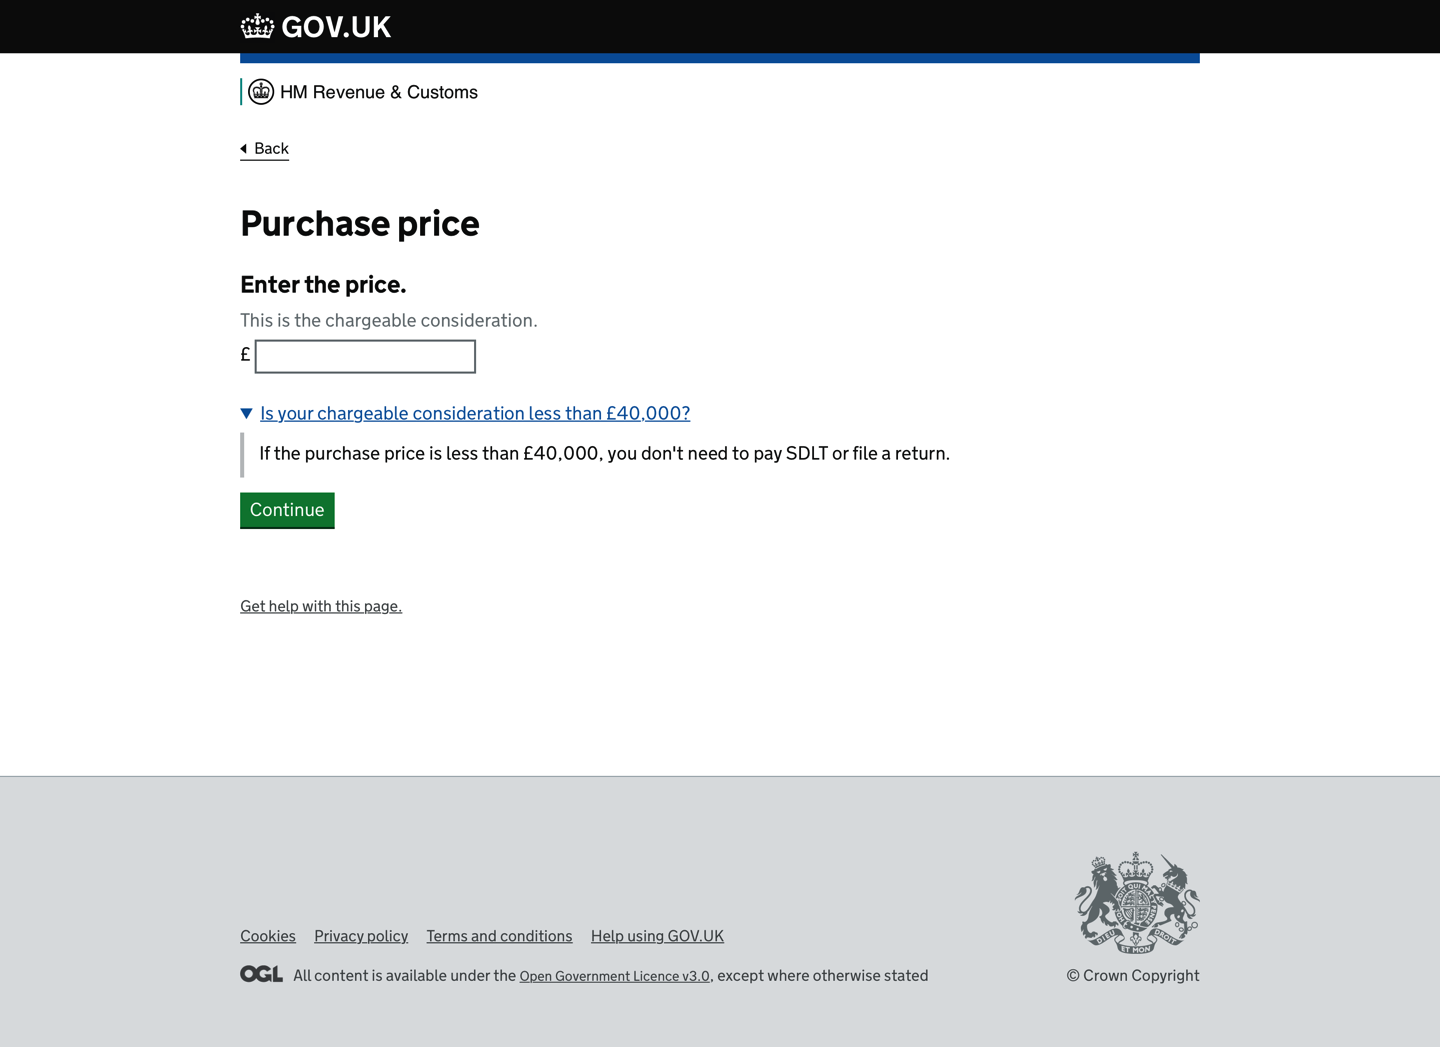 GOV.UK
HM Revenue & Customs
Back
Purchase price
Enter the price.
This is the chargeable consideration.
£
Is your chargeable consideration less than £40,000?
If the purchase price is less than £40,000, you don't need to pay SDLT or file a return.
Continue
Get help with this page.
Cookies Privacy policy Terms and conditions Help using GOV.UK
OGL All content is available under the Open Government Licence v3.0, except where otherwise stated
DIEU ET MON DROIT
© Crown Copyright